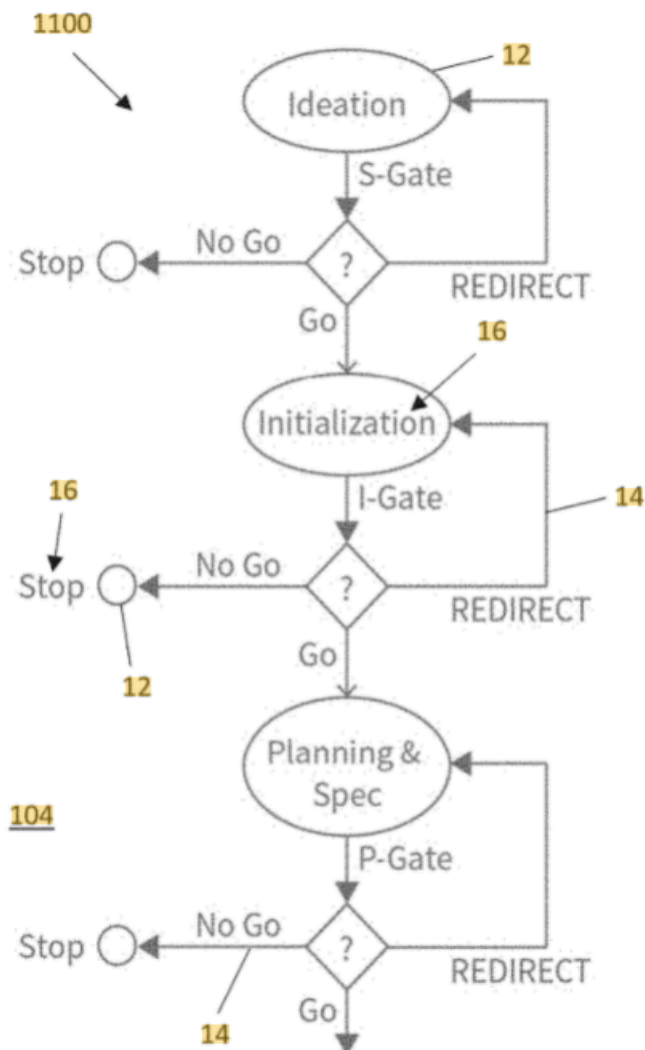 1100
12
Ideation
S-Gate
Stop No Go ? REDIRECT
Go
16
Initialization
16 I-Gate 14
Stop No Go ? REDIRECT
12 Go
Planning &
Spec
104
P-Gate
Stop No Go ? REDIRECT
14 Go